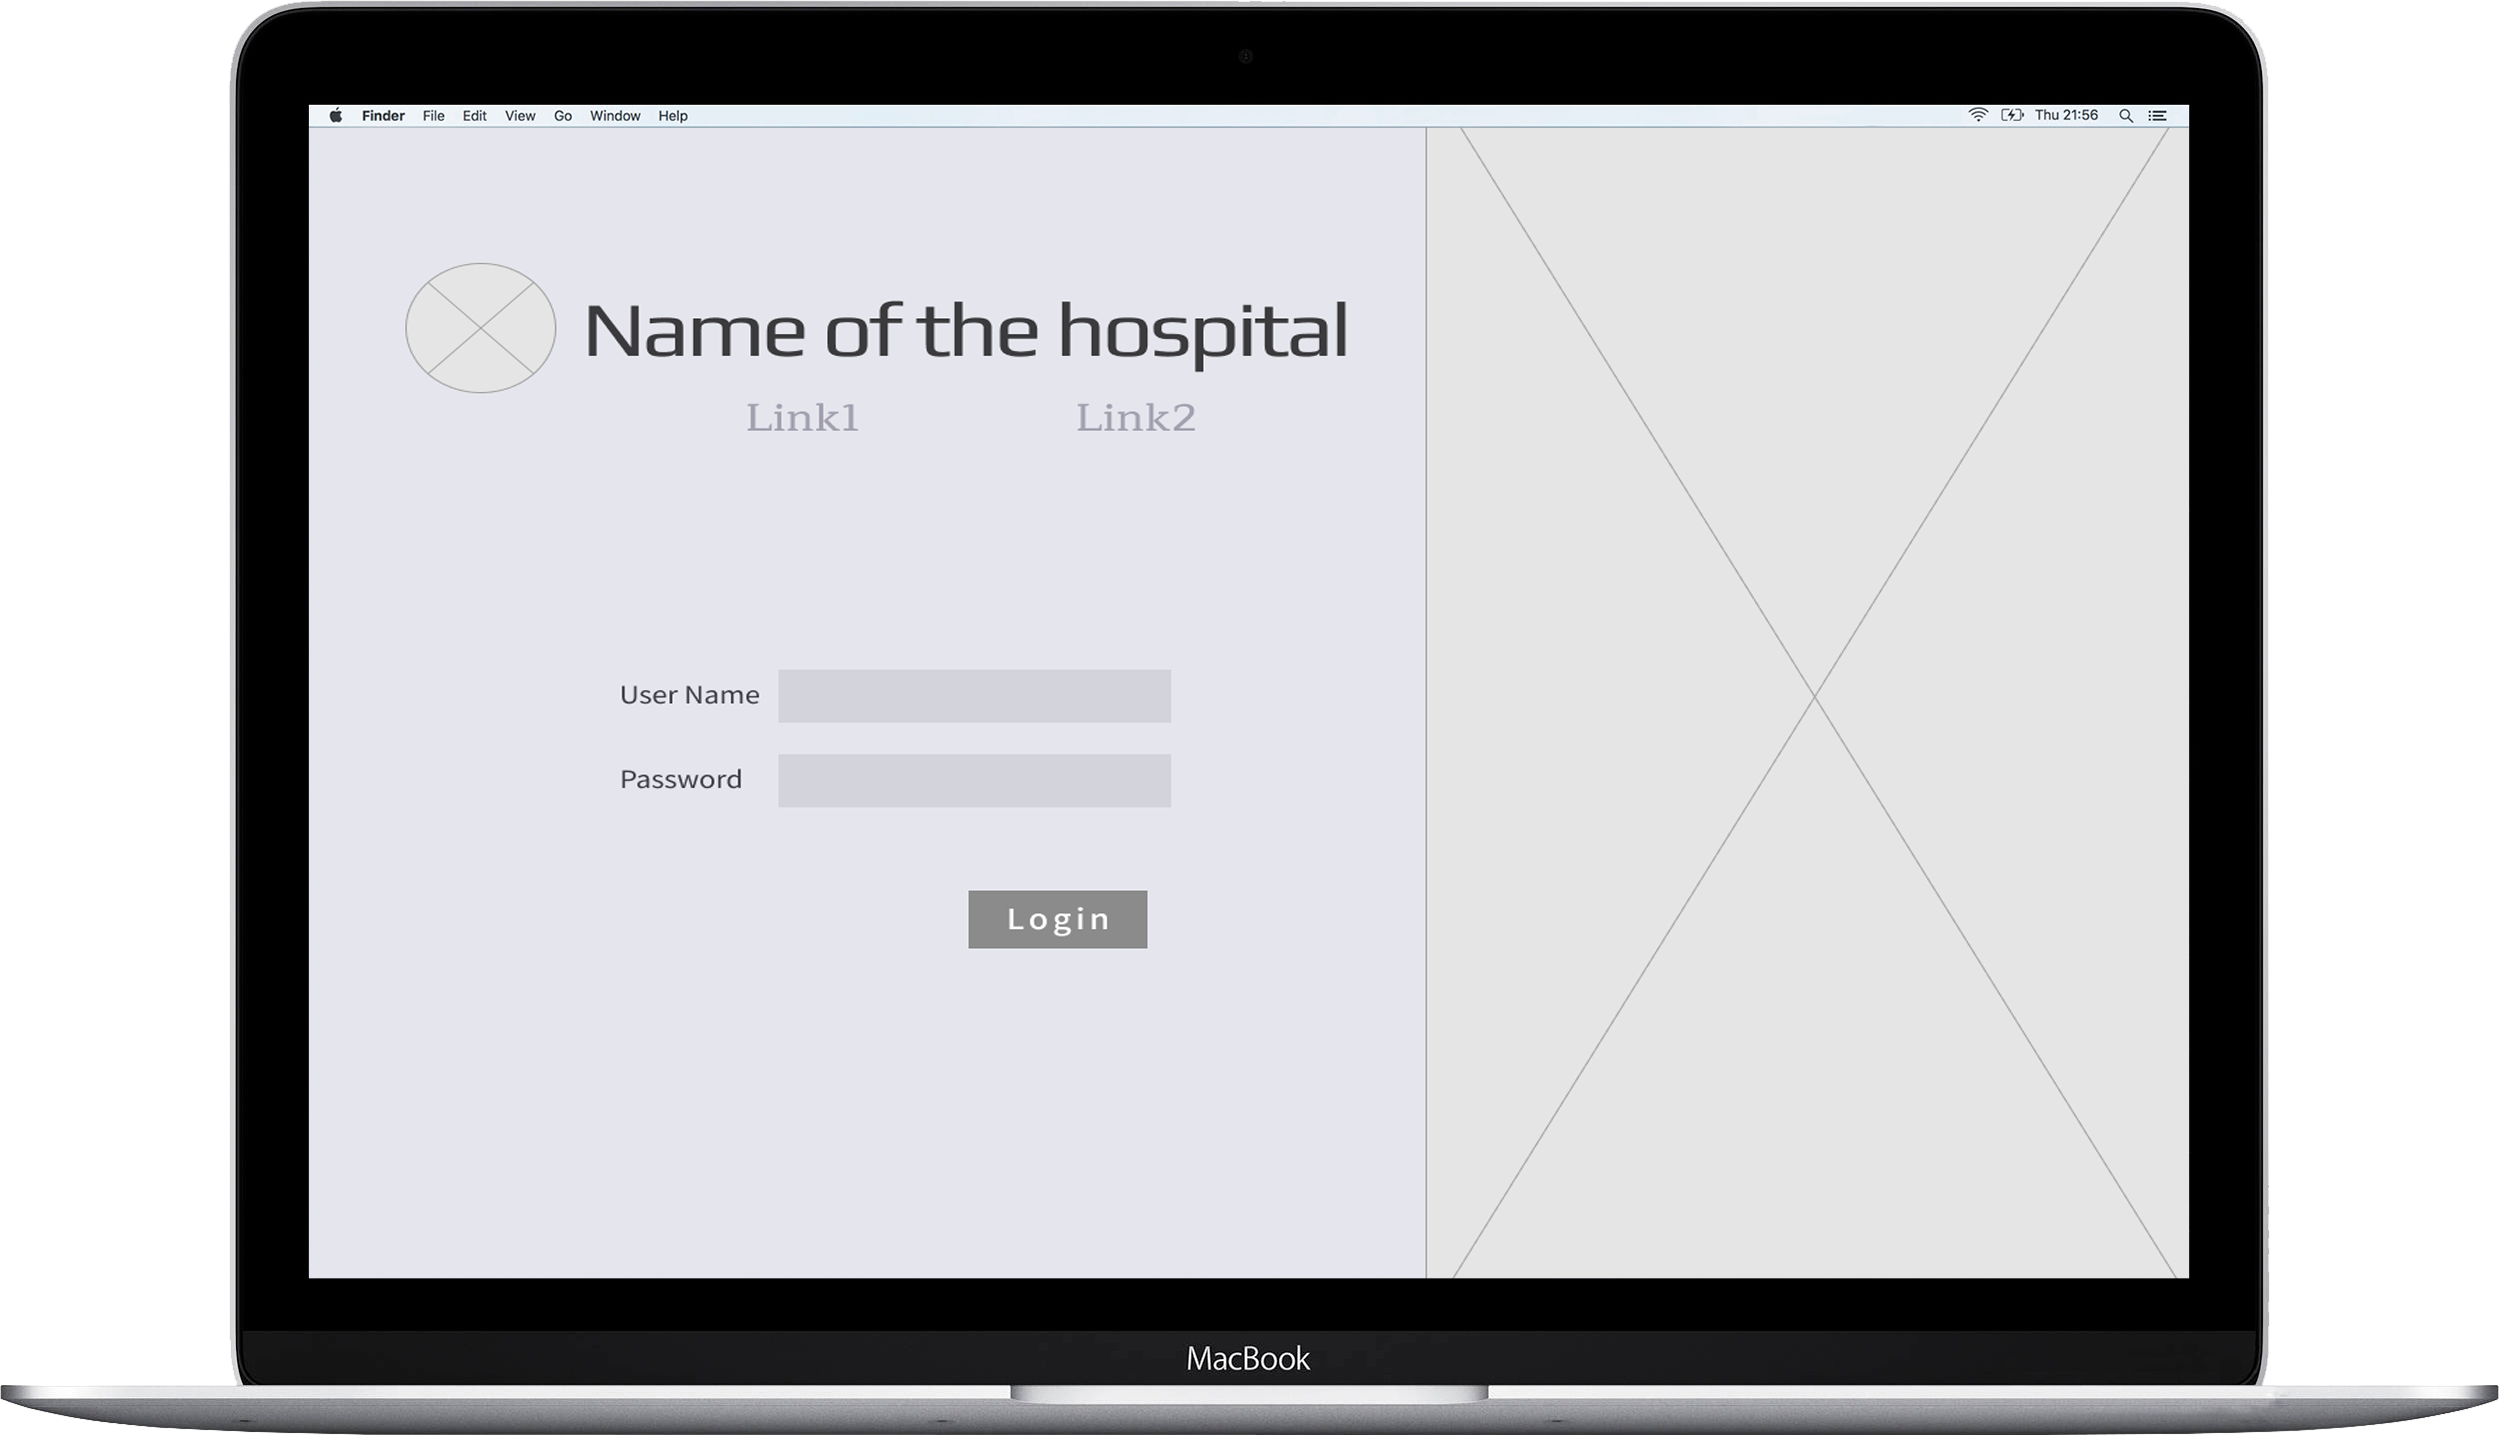 Finder File Edit View Go Window Help Thu 21:56
Name of the hospital
Link1 Link2
User Name
Password
Login
MacBook